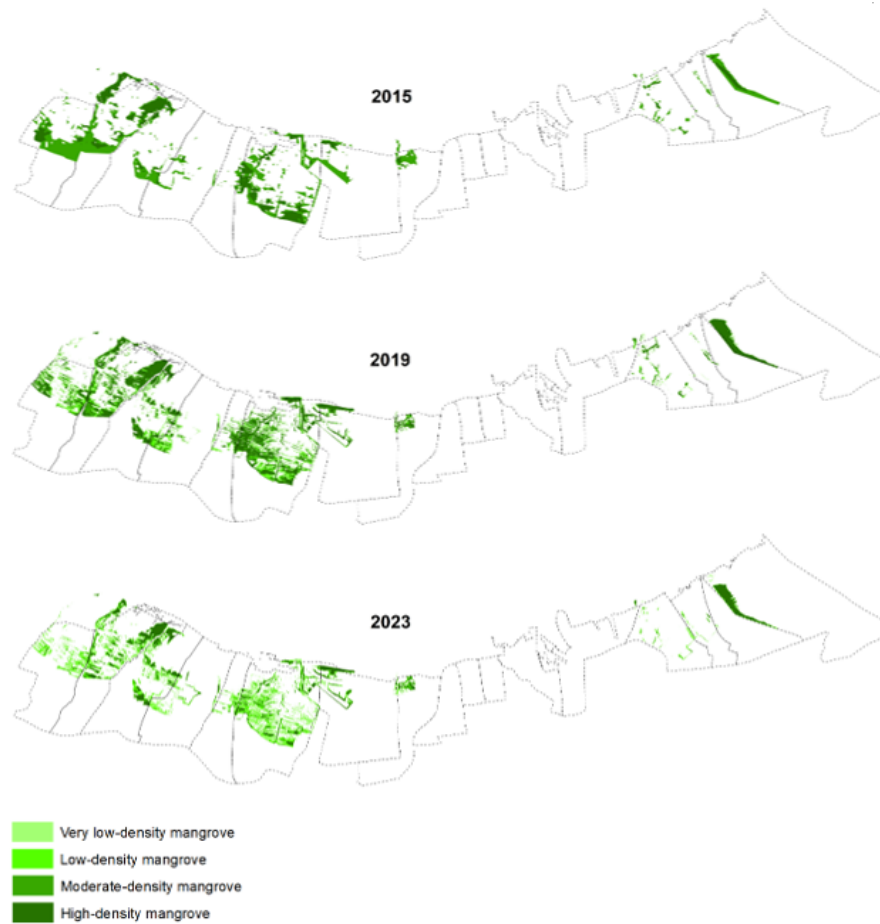 2015
2019
2023
Very low-density mangrove
Low-density mangrove
Moderate-density mangrove
High-density mangrove